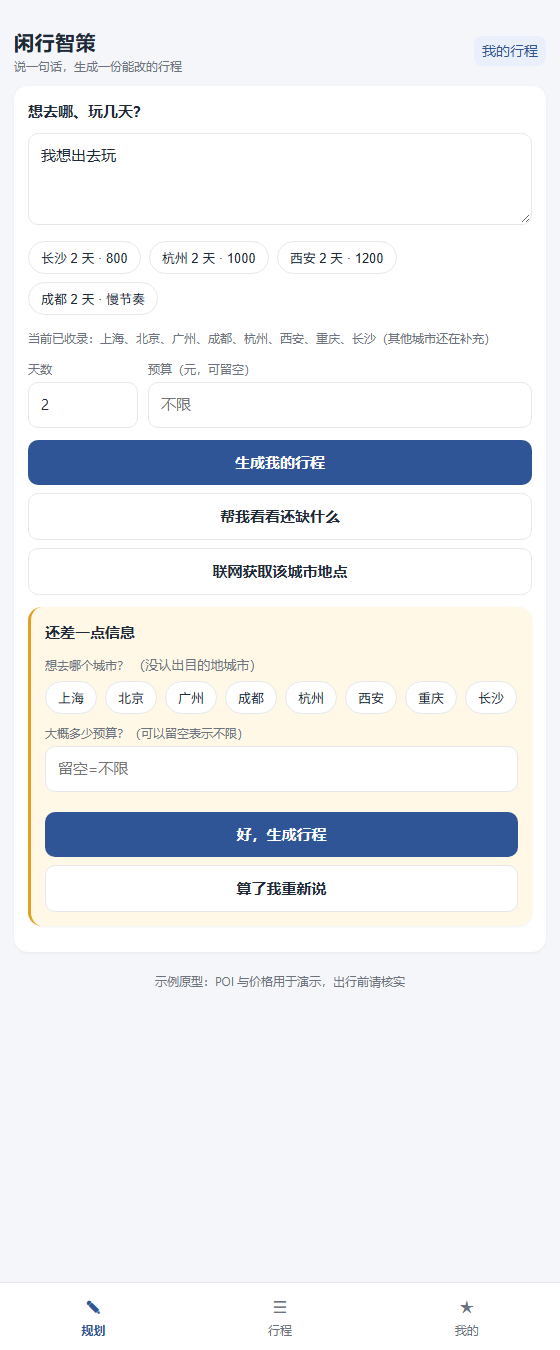 闲行智策
说一句话，生成一份能改的行程
我的行程
想去哪、玩几天？
我想出去玩
长沙 2 天 · 800
杭州 2 天 · 1000
西安 2 天 · 1200
成都 2 天 · 慢节奏
当前已收录：上海、北京、广州、成都、杭州、西安、重庆、长沙（其他城市还在补充）
天数
预算（元，可留空）
2
不限
生成我的行程
帮我看看还缺什么
联网获取该城市地点
还差一点信息
想去哪个城市？（没认出目的地城市）
上海
北京
广州
成都
杭州
西安
重庆
长沙
大概多少预算？（可以留空表示不限）
留空=不限
好，生成行程
算了我重新说
示例原型：POI 与价格用于演示，出行前请核实
规划
行程
我的